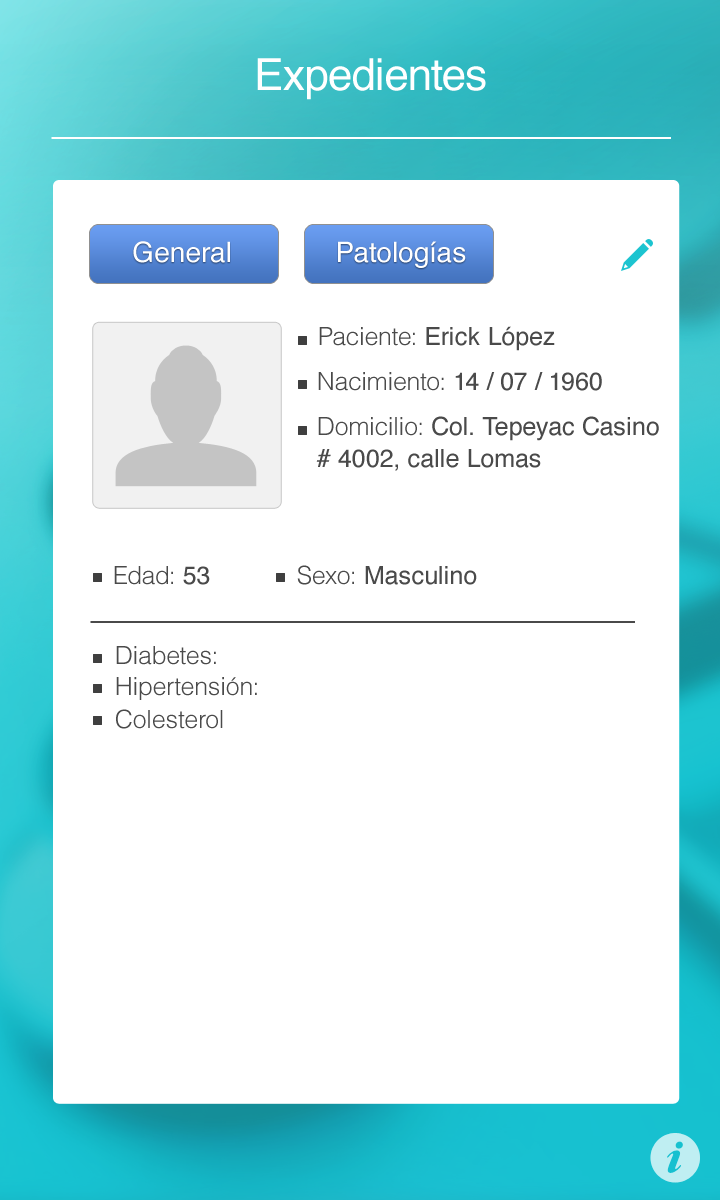 Expedientes
General
Patologías
Paciente: Erick López
Nacimiento: 14 / 07 / 1960
Domicilio: Col. Tepeyac Casino
# 4002, calle Lomas
Edad: 53
Sexo: Masculino
Diabetes:
Hipertensión:
Colesterol
i